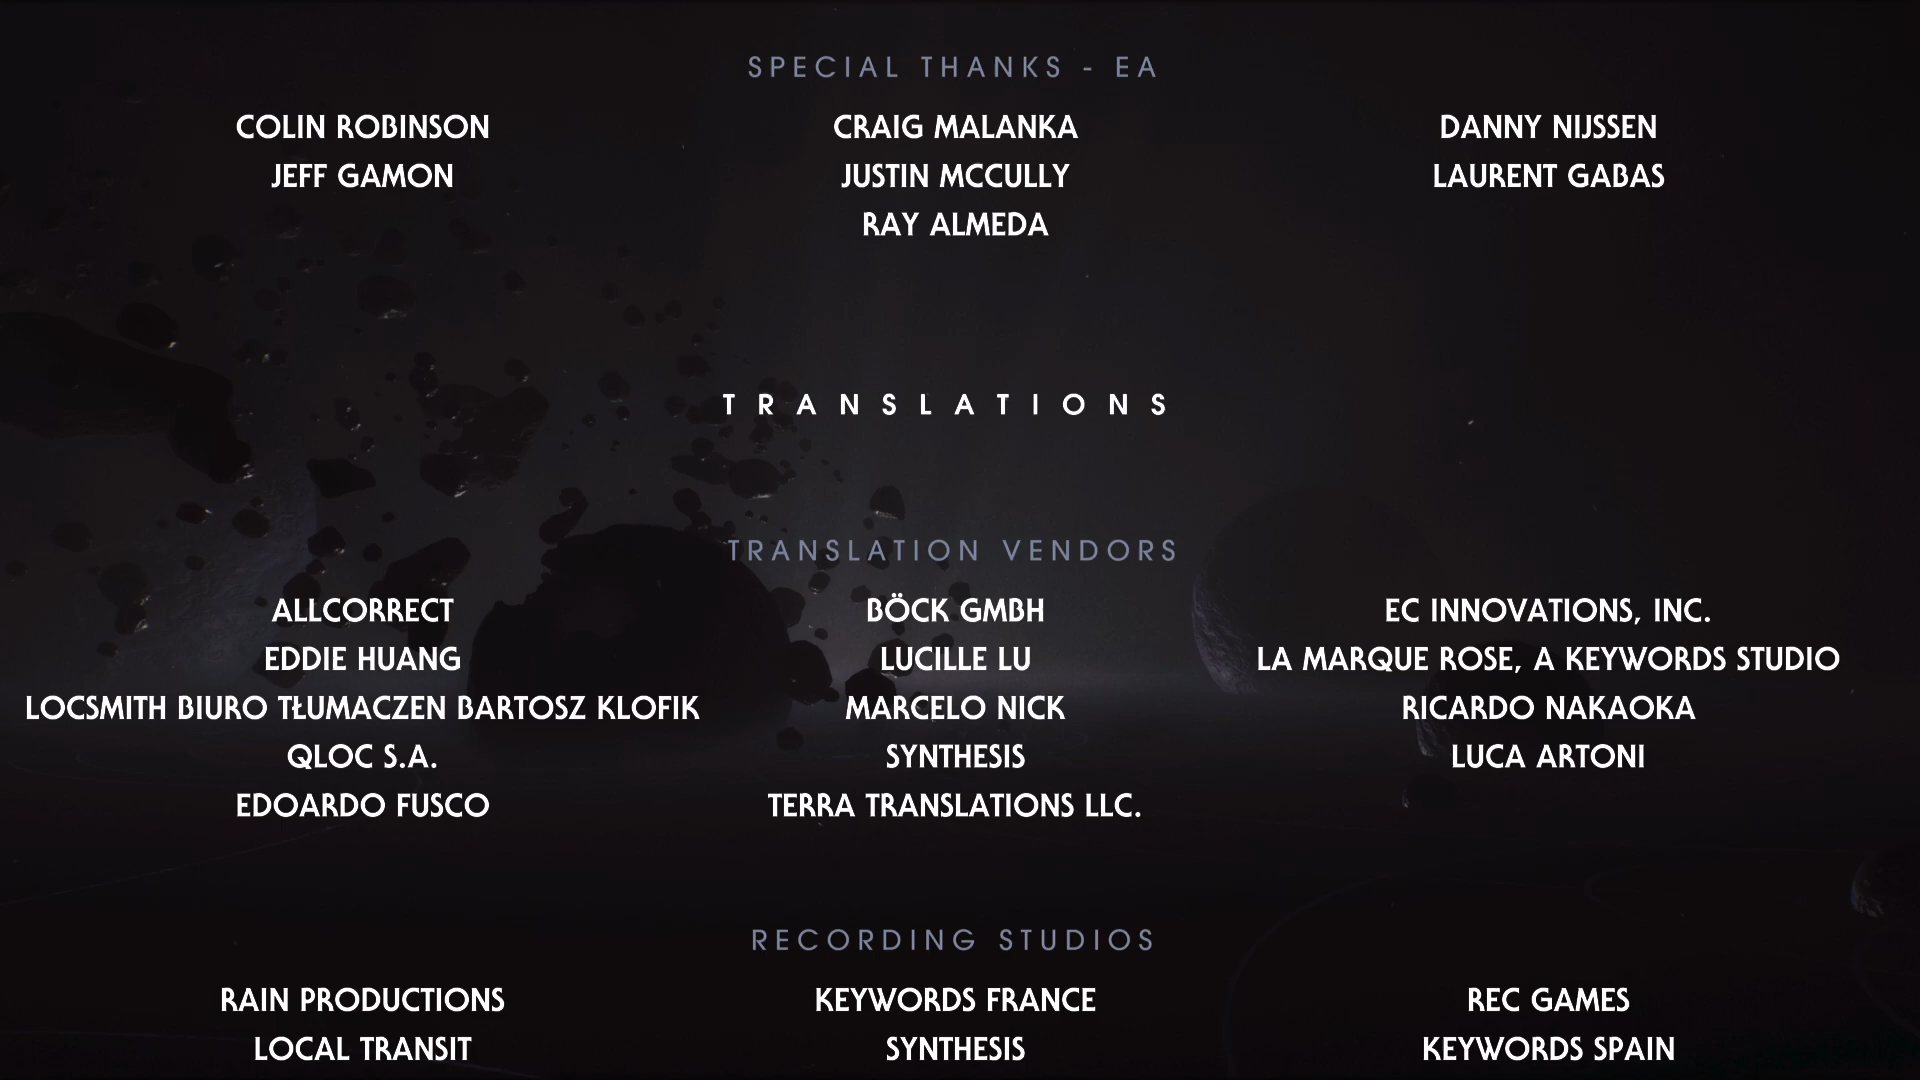 SPECIAL THANKS - EA
COLIN ROBINSON CRAIG MALANKA DANNY NIJSSEN
JEFF GAMON JUSTIN MCCULLY LAURENT GABAS
RAY ALMEDA
TRANSLATIONS
TRANSLATION VENDORS
ALLCORRECT BÖCK GMBH EC INNOVATIONS, INC.
EDDIE HUANG LUCILLE LU LA MARQUE ROSE, A KEYWORDS STUDIO
LOCSMITH BIURO TŁUMACZEN BARTOSZ KLOFIK MARCELO NICK RICARDO NAKAOKA
QLOC S.A. SYNTHESIS LUCA ARTONI
EDOARDO FUSCO TERRA TRANSLATIONS LLC.
RECORDING STUDIOS
RAIN PRODUCTIONS KEYWORDS FRANCE REC GAMES
LOCAL TRANSIT SYNTHESIS KEYWORDS SPAIN